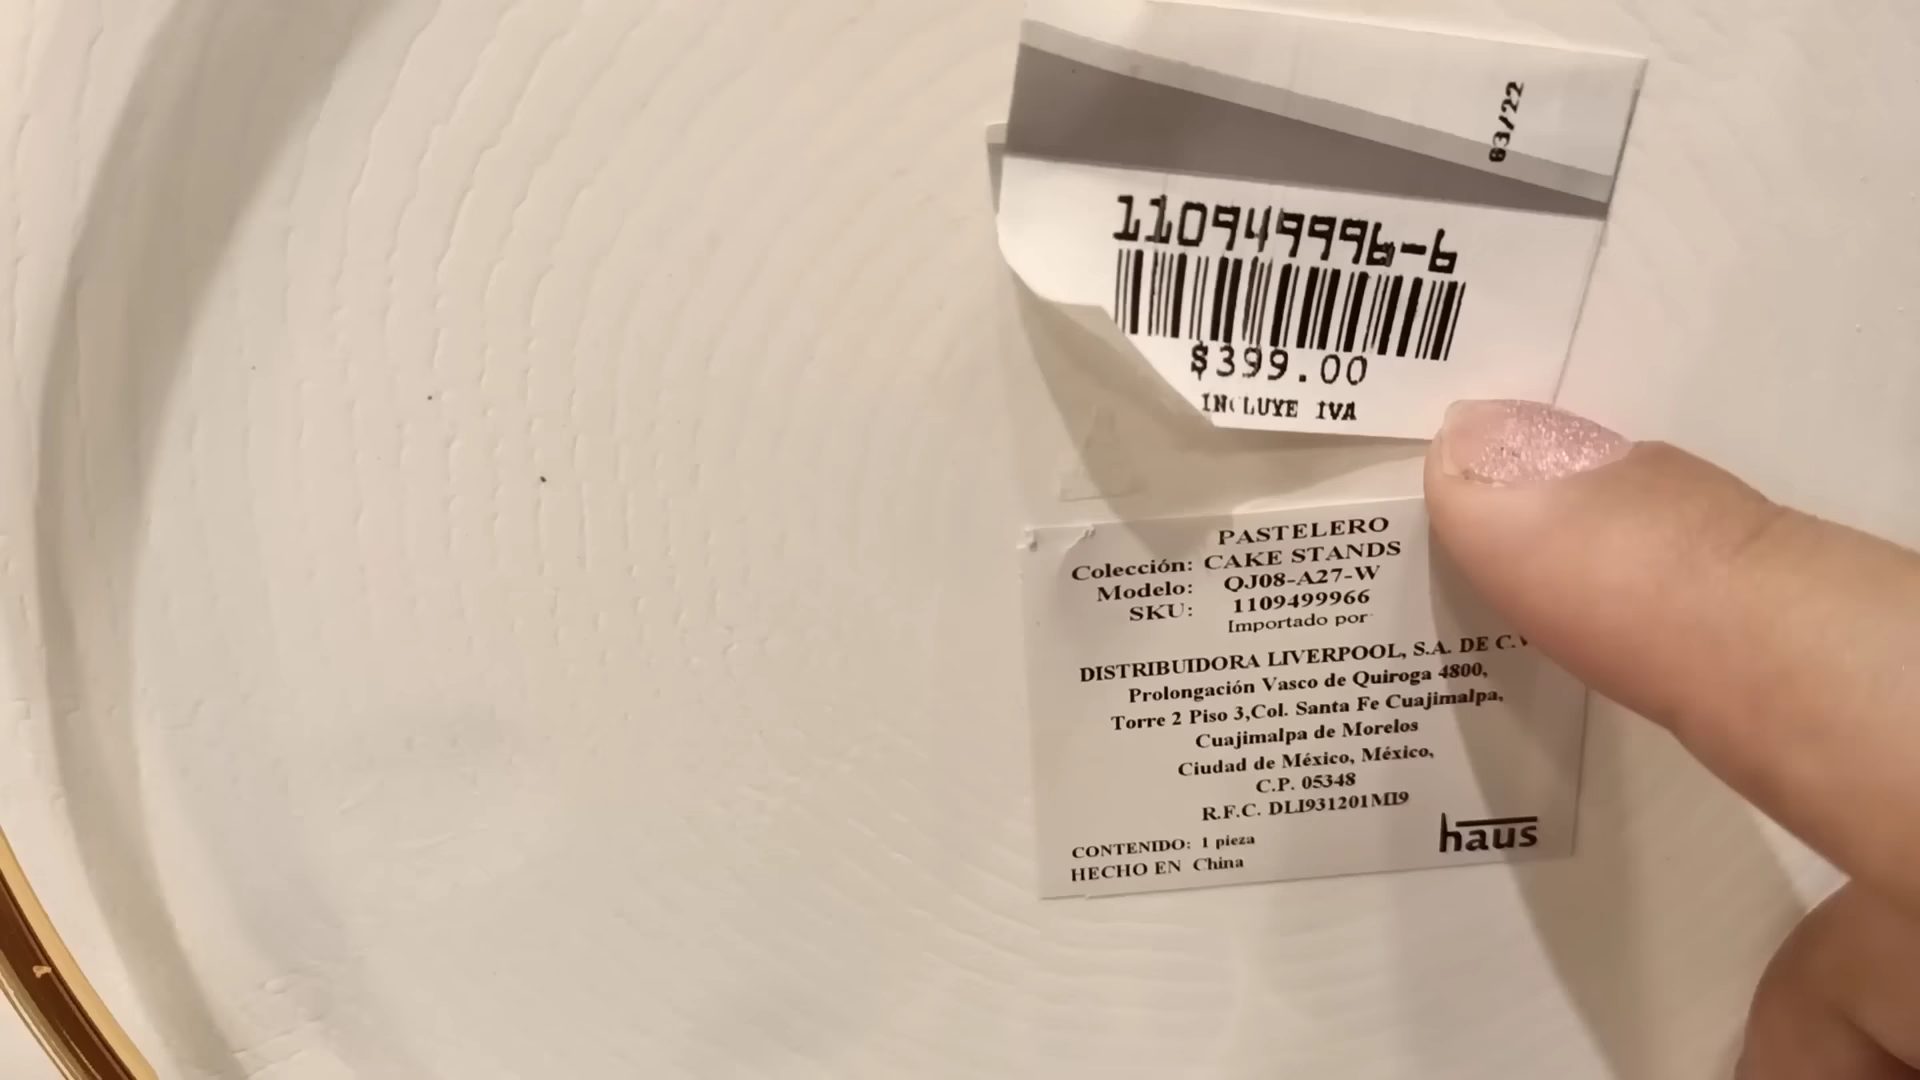 03/22
110949996-6
$399.00
INCLUYE IVA
PASTELERO
Colección: CAKE STANDS
Modelo: QJ08-A27-W
SKU: 1109499966
Importado por
DISTRIBUIDORA LIVERPOOL, S.A. DE C.V
Prolongación Vasco de Quiroga 4800,
Torre 2 Piso 3,Col. Santa Fe Cuajimalpa,
Cuajimalpa de Morelos
Ciudad de México, México,
C.P. 05348
R.F.C. DLI931201MI9
CONTENIDO: 1 pieza
HECHO EN China
haus